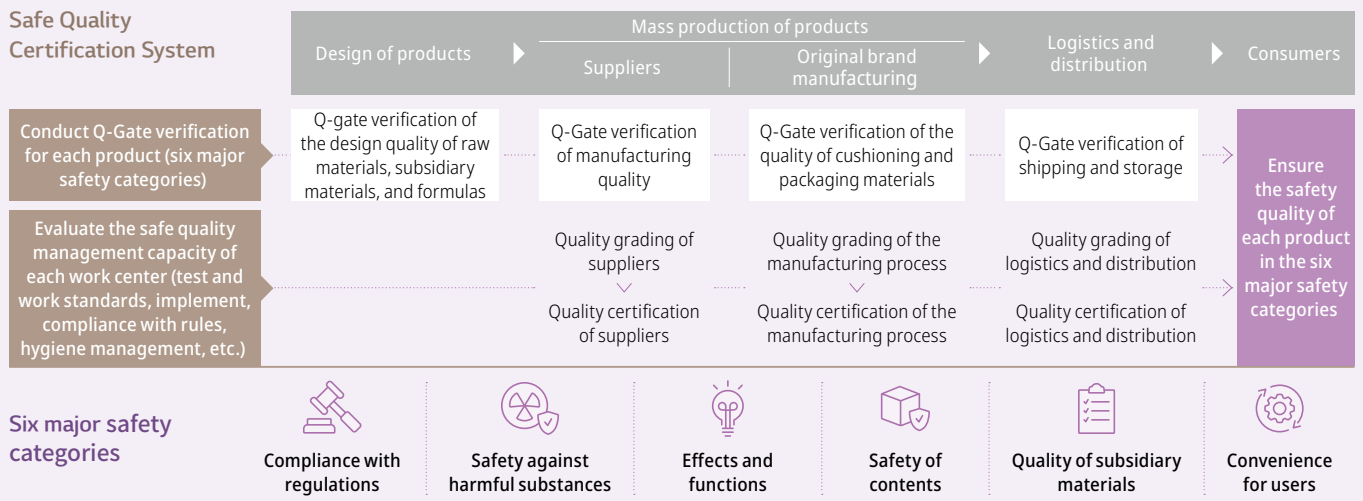 Safe Quality
Certification System
Design of products
Mass production of products
Suppliers
Original brand
manufacturing
Logistics and
distribution
Consumers
Conduct Q-Gate verification
for each product (six major
safety categories)
Q-gate verification of
the design quality of raw
materials, subsidiary
materials, and formulas
Q-Gate verification
of manufacturing
quality
Q-Gate verification of the
quality of cushioning and
packaging materials
Q-Gate verification of
shipping and storage
Ensure
the safety
quality of
each product
in the six
major safety
categories
Evaluate the safe quality
management capacity of
each work center (test and
work standards, implement,
compliance with rules,
hygiene management, etc.)
Quality grading of
suppliers
Quality certification
of suppliers
Quality grading of the
manufacturing process
Quality certification of the
manufacturing process
Quality grading of
logistics and distribution
Quality certification of
logistics and distribution
Six major safety
categories
Compliance with
regulations
Safety against
harmful substances
Effects and
functions
Safety of
contents
Quality of subsidiary
materials
Convenience
for users